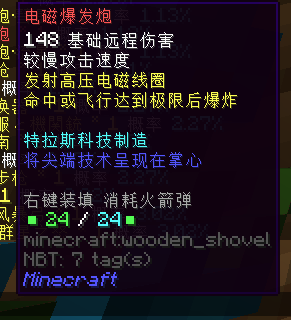 电磁爆发炮
148 基础远程伤害
较慢攻击速度
发射高压电磁线圈
命中或飞行达到极限后爆炸
特拉斯科技制造
将尖端技术呈现在掌心
右键装填 消耗火箭弹
▪ 24 / 24 ▪
minecraft:wooden_shovel
NBT: 7 tag(s)
Minecraft